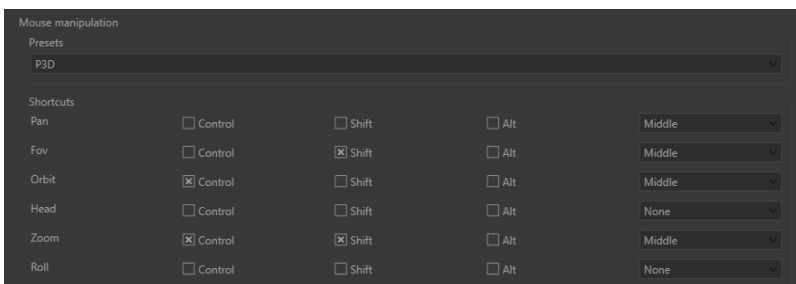 Mouse manipulation
Presets
P3D
Shortcuts
Pan Control Shift Alt Middle
Fov Control Shift Alt Middle
Orbit Control Shift Alt Middle
Head Control Shift Alt None
Zoom Control Shift Alt Middle
Roll Control Shift Alt None